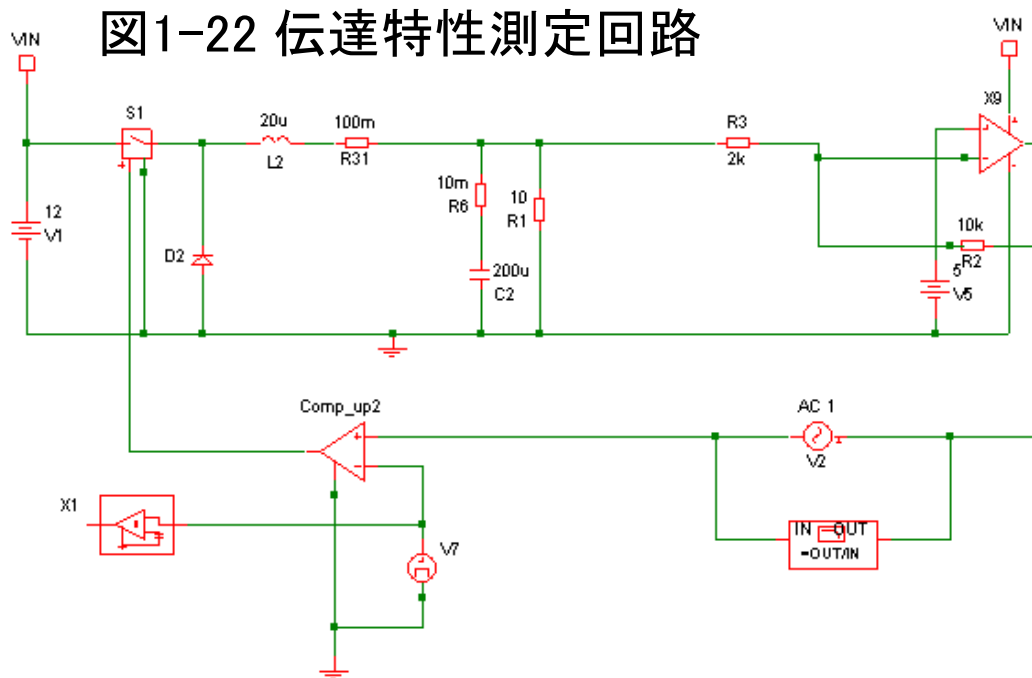 図1-22 伝達特性測定回路
VIN
VIN
S1
20u
L2
100m
R31
R3
2k
X9
10m
R6
10
R1
12
V1
D2
200u
C2
10k
R2
5
V5
Comp_up2
AC 1
V2
X1
V7
IN
OUT
=OUT/IN